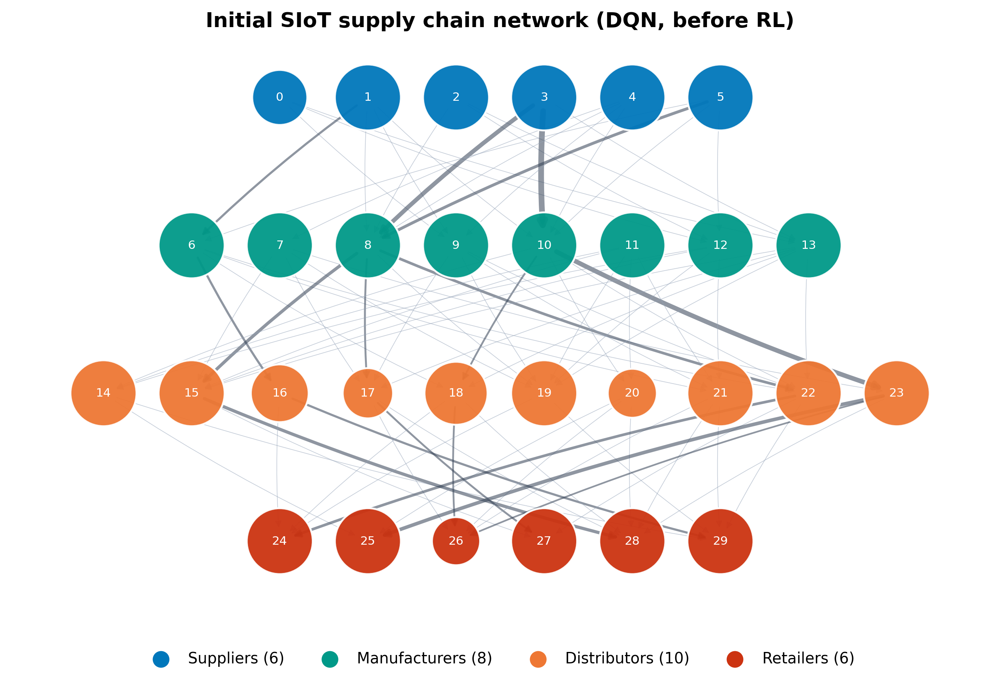 Initial SIoT supply chain network (DQN, before RL)
0 1 2 3 4 5
6 7 8 9 10 11 12 13
14 15 16 17 18 19 20 21 22 23
24 25 26 27 28 29
Suppliers (6) Manufacturers (8) Distributors (10) Retailers (6)